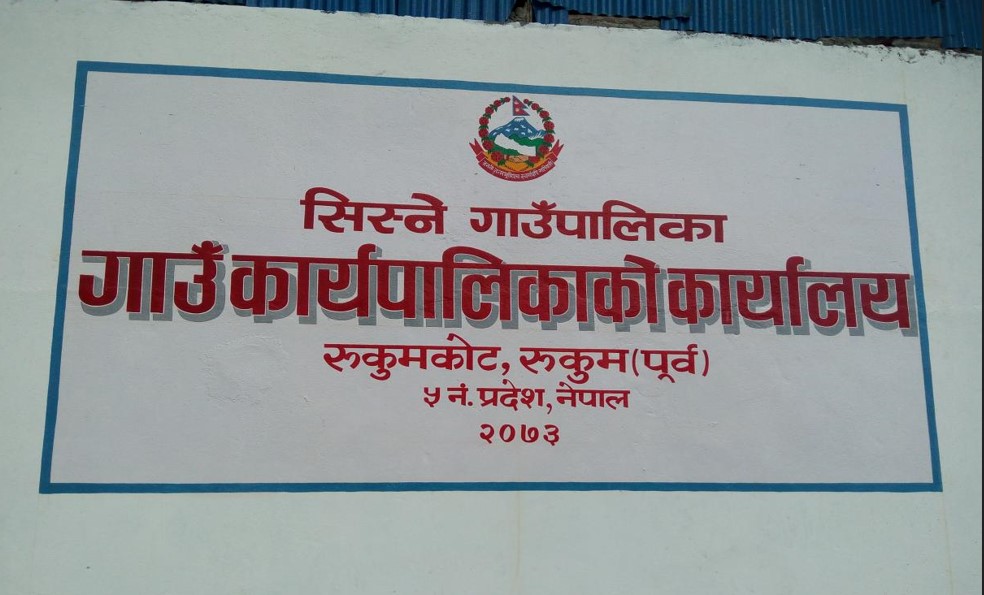 सिस्ने गाउँपालिका
गाउँ कार्यपालिकाको कार्यालय
रुकुमकोट, रुकुम(पूर्व)
५ नं. प्रदेश, नेपाल
२०७३